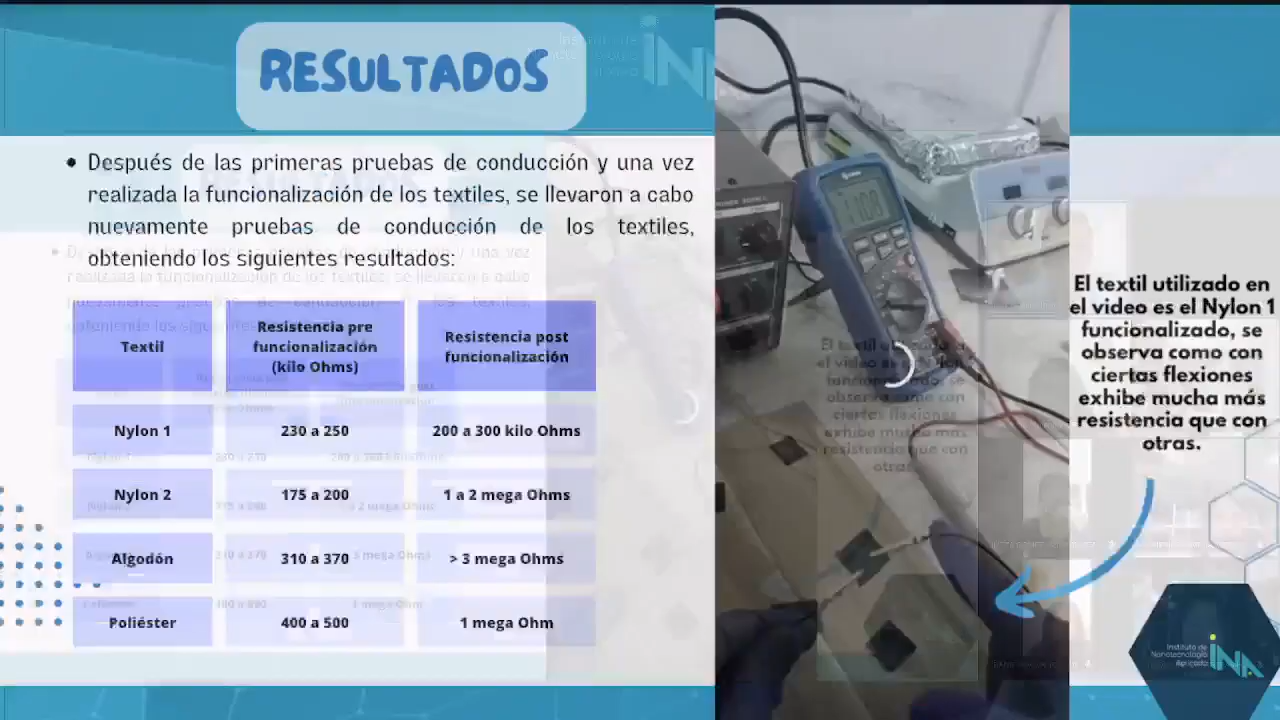 RESULTADOS
• Después de las primeras pruebas de conducción y una vez
realizada la funcionalización de los textiles, se llevaron a cabo
nuevamente pruebas de conducción de los textiles,
obteniendo los siguientes resultados:
Textil
Resistencia pre
funcionalización
(kilo Ohms)
Resistencia post
funcionalización
Nylon 1
230 a 250
200 a 300 kilo Ohms
Nylon 2
175 a 200
1 a 2 mega Ohms
Algodón
310 a 370
> 3 mega Ohms
Poliéster
400 a 500
1 mega Ohm
El textil utilizado en
el video es el Nylon 1
funcionalizado, se
observa como con
ciertas flexiones
exhibe mucha más
resistencia que con
otras.
Instituto de
Nanotecnología
Aplicada
iNA